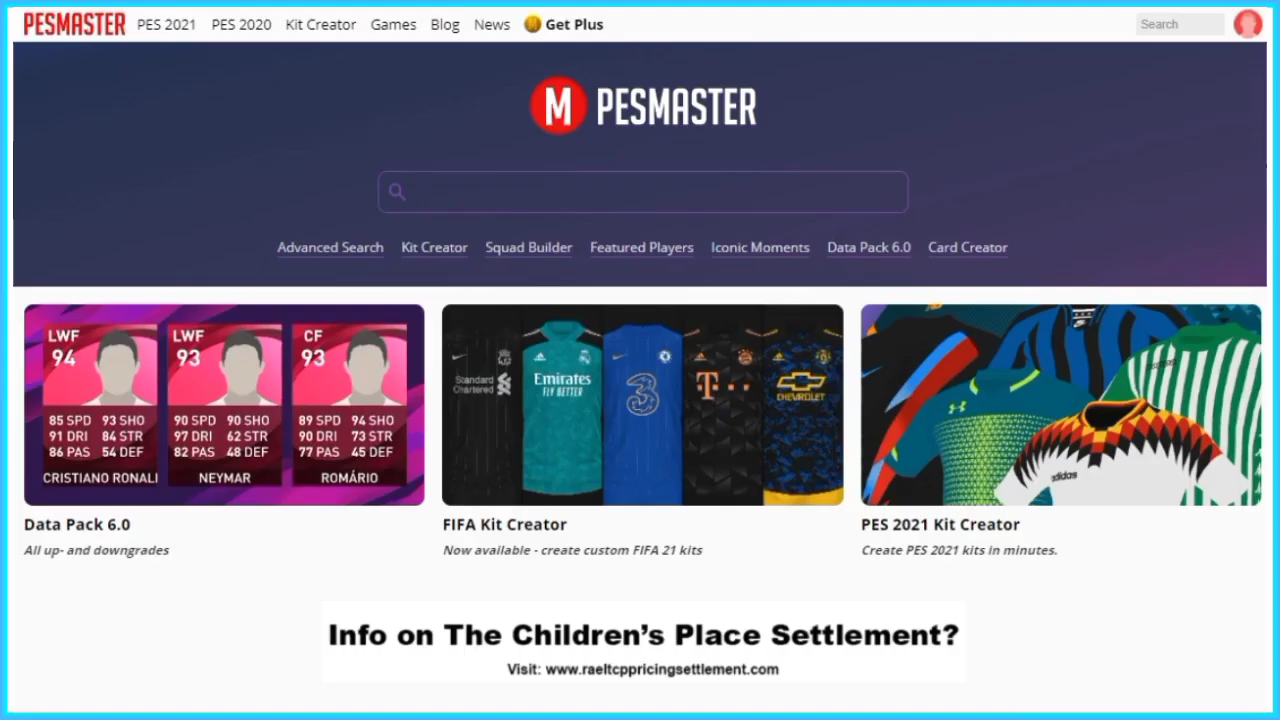 PESMASTER PES 2021 PES 2020 Kit Creator Games Blog News Get Plus Search
M PESMASTER
Advanced Search Kit Creator Squad Builder Featured Players Iconic Moments Data Pack 6.0 Card Creator
LWF
94
85 SPD 93 SHO
91 DRI 84 STR
86 PAS 54 DEF
CRISTIANO RONALI
LWF
93
90 SPD 90 SHO
97 DRI 62 STR
82 PAS 48 DEF
NEYMAR
CF
93
89 SPD 94 SHO
90 DRI 73 STR
77 PAS 45 DEF
ROMÁRIO
Standard
Chartered
Emirates
FLY BETTER
3
T
CHEVROLET
adidas
Data Pack 6.0
All up- and downgrades
FIFA Kit Creator
Now available - create custom FIFA 21 kits
PES 2021 Kit Creator
Create PES 2021 kits in minutes.
Info on The Children's Place Settlement?
Visit: www.raeltcppricingsettlement.com